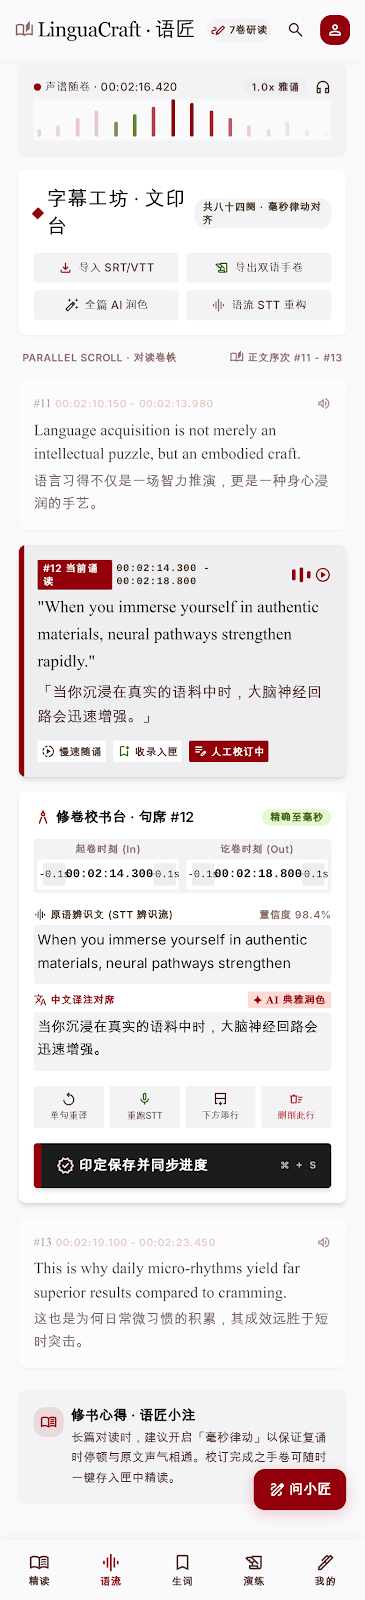 LinguaCraft · 语匠
7卷研读
声谱随卷 · 00:02:16.420
1.0x 雅诵
字幕工坊 · 文印
台
共八十四阕 · 毫秒律动对
齐
导入 SRT/VTT
导出双语手卷
全篇 AI 润色
语流 STT 重构
PARALLEL SCROLL · 对读卷帙
正文序次 #11 - #13
#11 00:02:10.150 - 00:02:13.980
Language acquisition is not merely an
intellectual puzzle, but an embodied craft.
语言习得不仅是一场智力推演，更是一种身心浸
润的手艺。
#12 当前诵
读
00:02:14.300 -
00:02:18.800
"When you immerse yourself in authentic
materials, neural pathways strengthen
rapidly."
「当你沉浸在真实的语料中时，大脑神经回
路会迅速增强。」
慢速随诵
收录入匣
人工校订中
修卷校书台 · 句席 #12
精确至毫秒
起卷时刻 (In)
讫卷时刻 (Out)
-0.1s
00:02:14.300
+0.1s
-0.1s
00:02:18.800
+0.1s
原语辨识文 (STT 辨识流)
置信度 98.4%
When you immerse yourself in authentic
materials, neural pathways strengthen
中文译注对席
AI 典雅润色
当你沉浸在真实的语料中时，大脑神经回路会
迅速增强。
单句重译
重跑STT
下方添行
删削此行
印定保存并同步进度
⌘ + S
#13 00:02:19.100 - 00:02:23.450
This is why daily micro-rhythms yield far
superior results compared to cramming.
这也是为何日常微习惯的积累，其成效远胜于短
时突击。
修书心得 · 语匠小注
长篇对读时，建议开启「毫秒律动」以保证复诵
时停顿与原文声气相通。校订完成之手卷可随时
一键存入匣中精读。
问小匠
精读
语流
生词
演练
我的